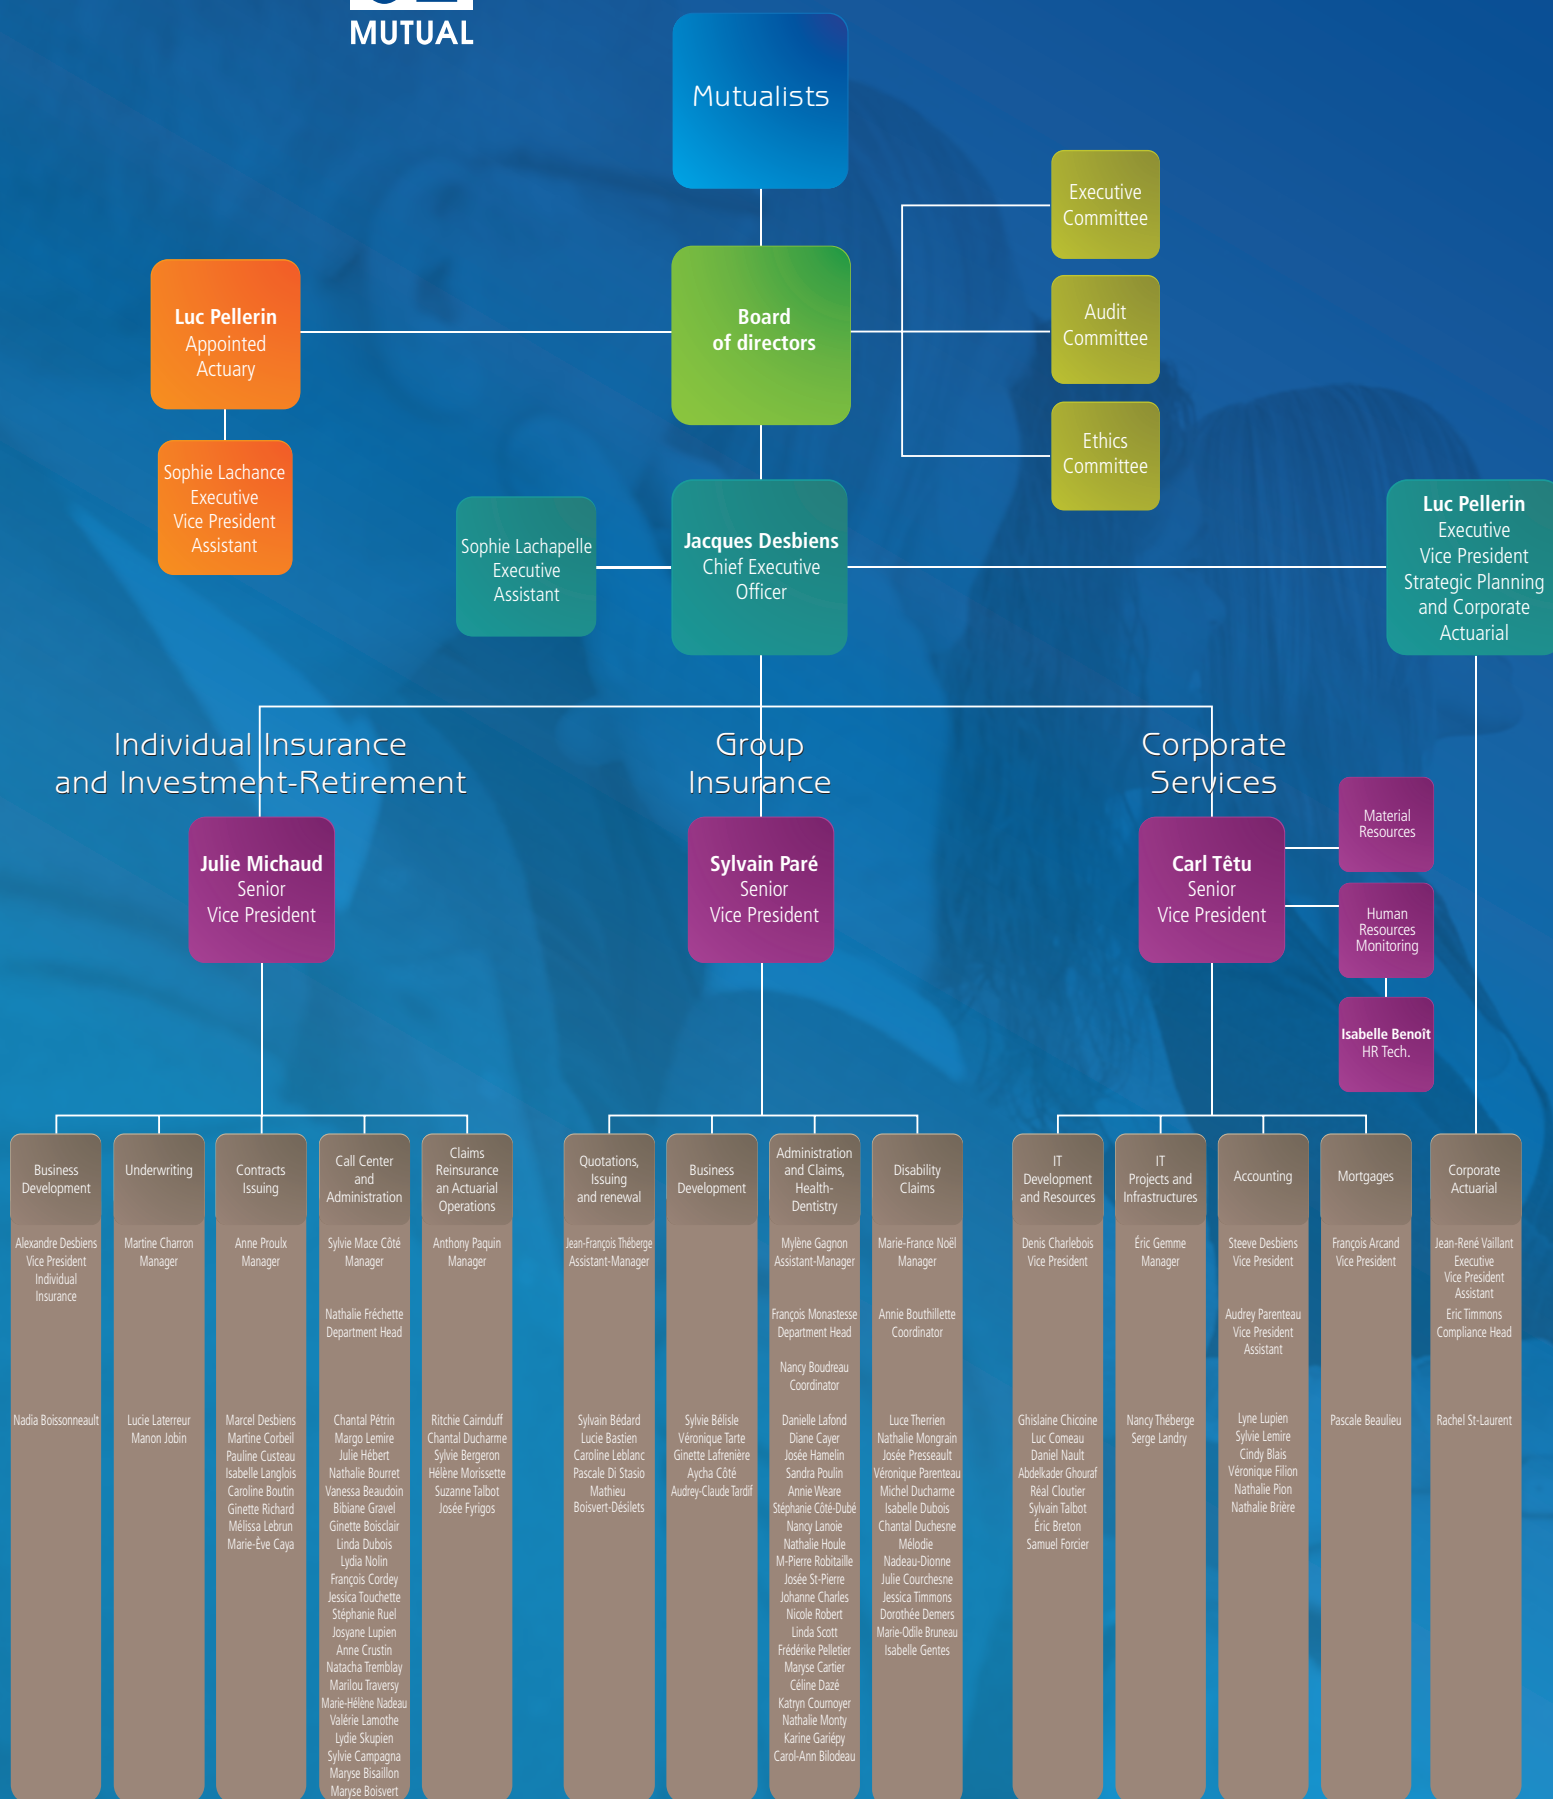 MUTUAL
Mutualists
Executive
Committee
Audit
Committee
Ethics
Committee
Board
of directors
Luc Pellerin
Appointed
Actuary
Sophie Lachance
Executive
Vice President
Assistant
Sophie Lachapelle
Executive
Assistant
Jacques Desbiens
Chief Executive
Officer
Luc Pellerin
Executive
Vice President
Strategic Planning
and Corporate
Actuarial
Individual Insurance
and Investment-Retirement
Group
Insurance
Corporate
Services
Julie Michaud
Senior
Vice President
Sylvain Paré
Senior
Vice President
Carl Têtu
Senior
Vice President
Material
Resources
Human
Resources
Monitoring
Isabelle Benoît
HR Tech.
Business
Development
Alexandre Desbiens
Vice President
Individual
Insurance
Nadia Boissonneault
Underwriting
Martine Charron
Manager
Lucie Laterreur
Manon Jobin
Contracts
Issuing
Anne Proulx
Manager
Marcel Desbiens
Martine Corbeil
Pauline Custeau
Isabelle Langlois
Caroline Boutin
Ginette Richard
Mélissa Lebrun
Marie-Ève Caya
Call Center
and
Administration
Sylvie Mace Côté
Manager
Nathalie Fréchette
Department Head
Chantal Pétrin
Margo Lemire
Julie Hébert
Nathalie Bourret
Vanessa Beaudoin
Bibiane Gravel
Ginette Boisclair
Linda Dubois
Lydia Nolin
François Cordey
Jessica Touchette
Stéphanie Ruel
Josyane Lupien
Anne Crustin
Natacha Tremblay
Marilou Traversy
Marie-Hélène Nadeau
Valérie Lamothe
Lydie Skupien
Sylvie Campagna
Maryse Bisaillon
Maryse Boisvert
Claims
Reinsurance
an Actuarial
Operations
Anthony Paquin
Manager
Ritchie Cairnduff
Chantal Ducharme
Sylvie Bergeron
Hélène Morissette
Suzanne Talbot
Josée Fyrigos
Quotations,
Issuing
and renewal
Jean-François Théberge
Assistant-Manager
Sylvain Bédard
Lucie Bastien
Caroline Leblanc
Pascale Di Stasio
Mathieu
Boisvert-Désilets
Business
Development
Sylvie Bélisle
Véronique Tarte
Ginette Lafrenière
Aycha Côté
Audrey-Claude Tardif
Administration
and Claims,
Health-
Dentistry
Mylène Gagnon
Assistant-Manager
François Monastesse
Department Head
Nancy Boudreau
Coordinator
Danielle Lafond
Diane Cayer
Josée Hamelin
Sandra Poulin
Annie Weare
Stéphanie Côté-Dubé
Nancy Lanoie
Nathalie Houle
M-Pierre Robitaille
Josée St-Pierre
Johanne Charles
Nicole Robert
Linda Scott
Frédérike Pelletier
Maryse Cartier
Céline Dazé
Katryn Cournoyer
Nathalie Monty
Karine Gariépy
Carol-Ann Bilodeau
Disability
Claims
Marie-France Noël
Manager
Annie Bouthillette
Coordinator
Luce Therrien
Nathalie Mongrain
Josée Presseault
Véronique Parenteau
Michel Ducharme
Isabelle Dubois
Chantal Duchesne
Mélodie
Nadeau-Dionne
Julie Courchesne
Jessica Timmons
Dorothée Demers
Marie-Odile Bruneau
Isabelle Gentes
IT
Development
and Resources
Denis Charlebois
Vice President
Ghislaine Chicoine
Luc Comeau
Daniel Nault
Abdelkader Ghouraf
Réal Cloutier
Sylvain Talbot
Éric Breton
Samuel Forcier
IT
Projects and
Infrastructures
Éric Gemme
Manager
Nancy Théberge
Serge Landry
Accounting
Steeve Desbiens
Vice President
Audrey Parenteau
Vice President
Assistant
Lyne Lupien
Sylvie Lemire
Cindy Blais
Véronique Filion
Nathalie Pion
Nathalie Brière
Mortgages
François Arcand
Vice President
Pascale Beaulieu
Corporate
Actuarial
Jean-René Vaillant
Executive
Vice President
Assistant
Eric Timmons
Compliance Head
Rachel St-Laurent